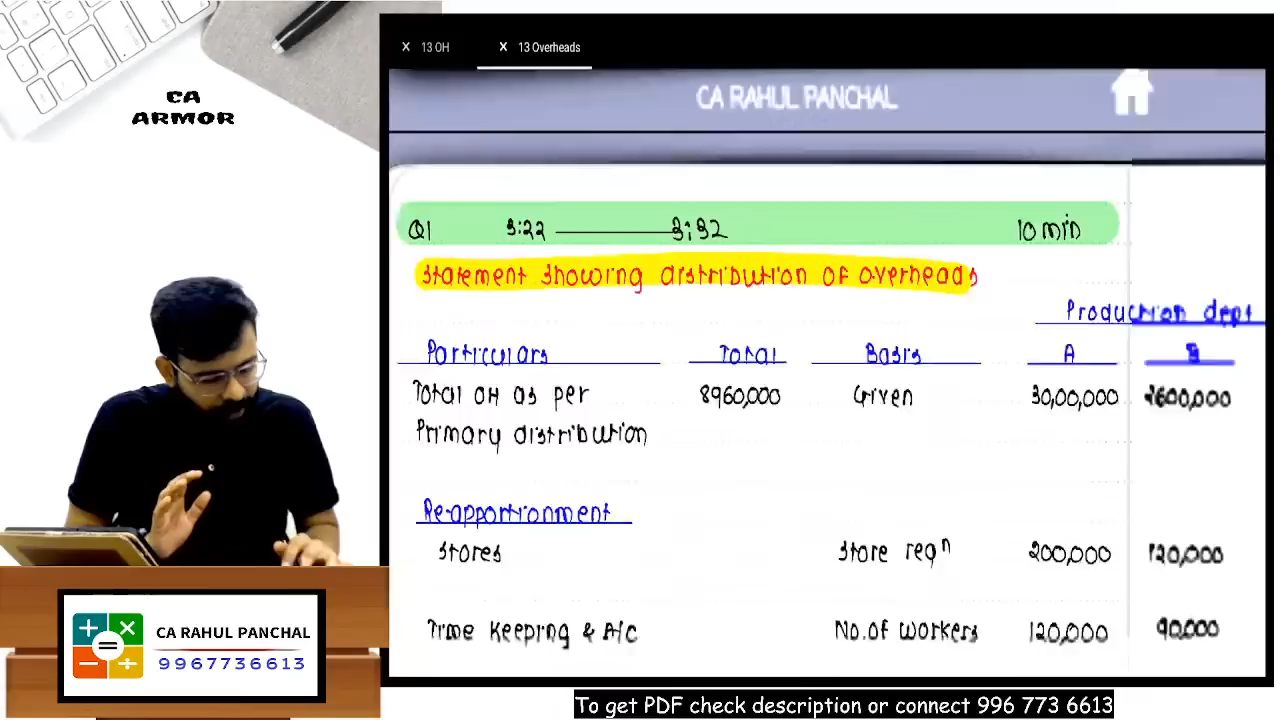 CA
ARMOR
13 OH
13 Overheads
CA RAHUL PANCHAL
Q1 3:22 3:32 10 min
Statement showing distribution of overheads
Production dept
Particulars Total Basis A B
Total OH as per 8960,000 Given 30,00,000 2600,000
Primary distribution
Re-apportionment
Stores Store reqn 200,000 120,000
Time Keeping & A/c No. of workers 120,000 90,000
CA RAHUL PANCHAL
9967736613
To get PDF check description or connect 996 773 6613